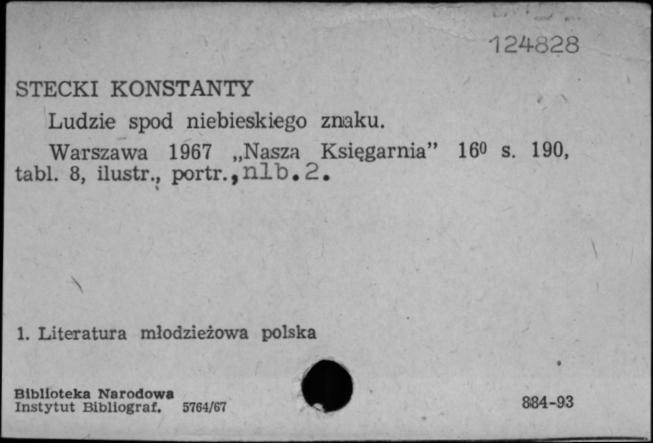 124828
STECKI KONSTANTY
Ludzie spod niebieskiego znaku.
Warszawa 1967 „Nasza Księgarnia” 16⁰ s. 190,
tabl. 8, ilustr., portr., nlb. 2.
1. Literatura młodzieżowa polska
Biblioteka Narodowa
Instytut Bibliograf. 5764/67
884-93